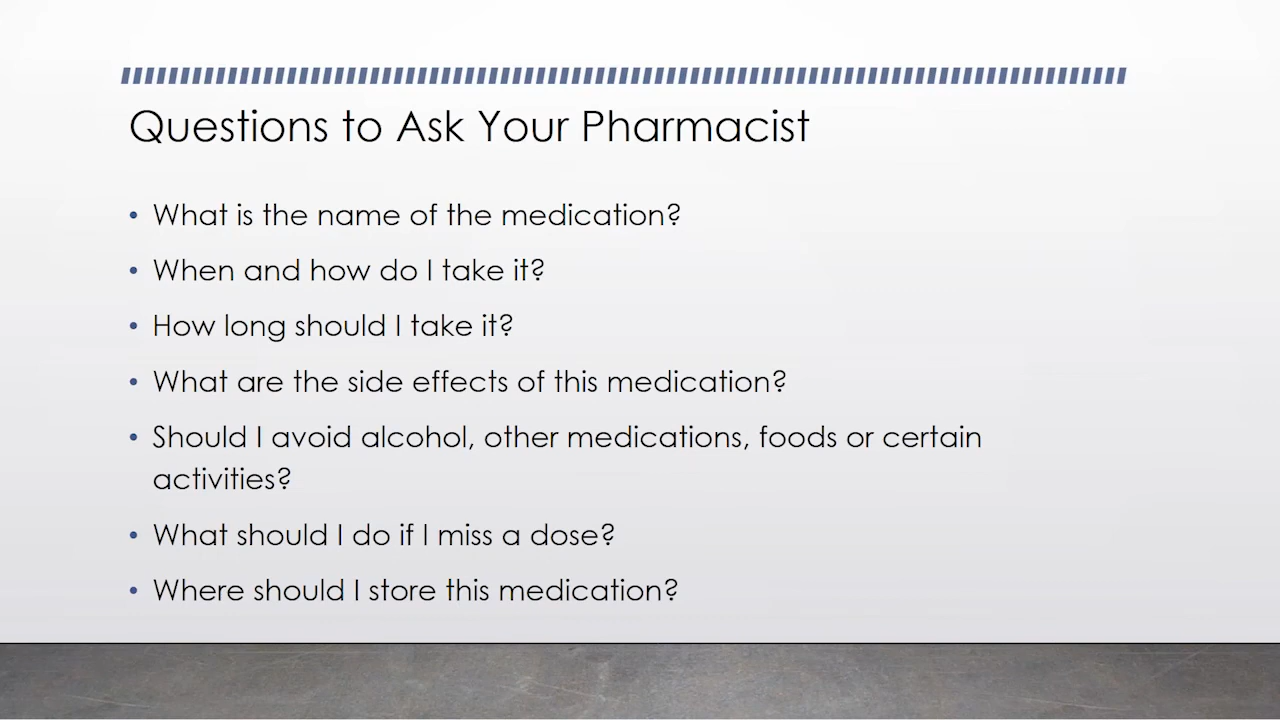 Questions to Ask Your Pharmacist
• What is the name of the medication?
• When and how do I take it?
• How long should I take it?
• What are the side effects of this medication?
• Should I avoid alcohol, other medications, foods or certain
activities?
• What should I do if I miss a dose?
• Where should I store this medication?